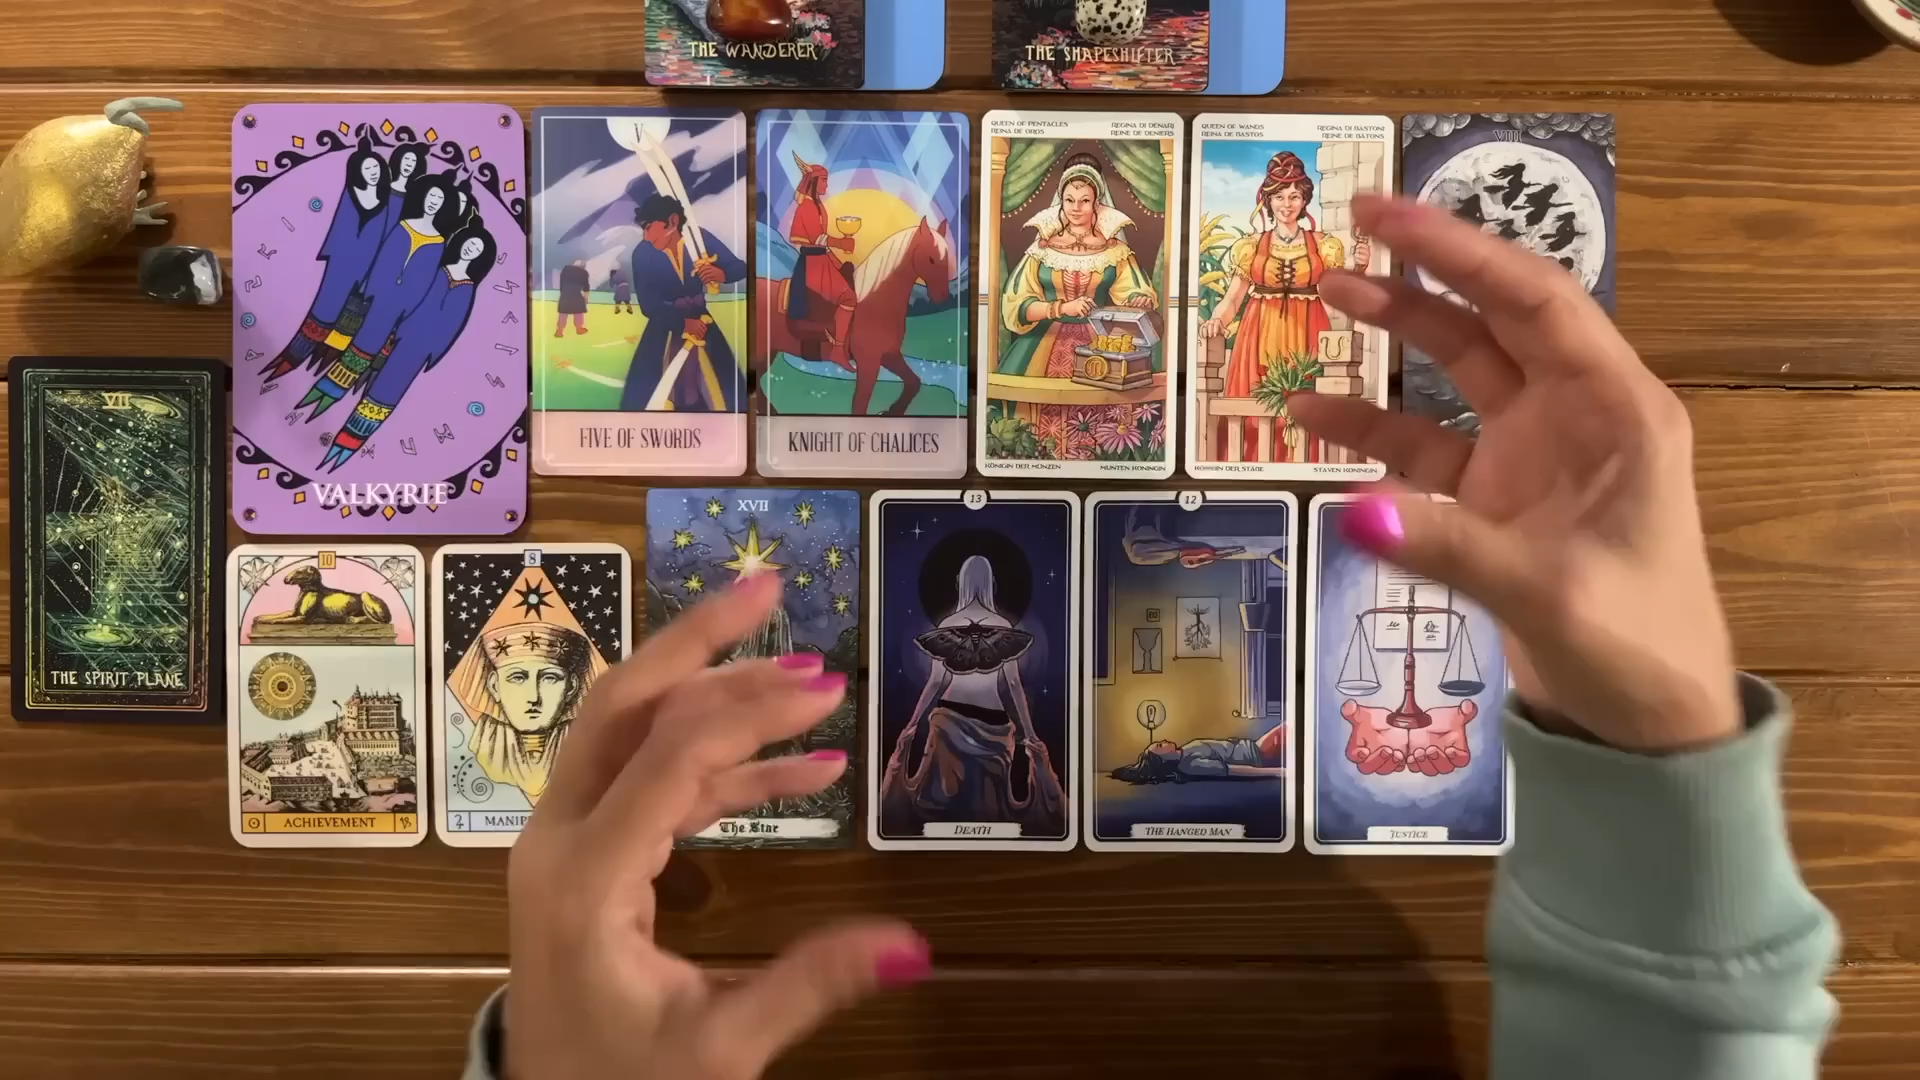 THE WANDERER
THE SHAPESHIFTER
V
FIVE OF SWORDS
KNIGHT OF CHALICES
QUEEN OF PENTACLES
REINA DE OROS
REGINA DI DENARI
REINE DE DENIERS
KÖNIGIN DER MÜNZEN
MUNTEN KONINGIN
QUEEN OF WANDS
REINA DE BASTOS
REGINA DI BASTONI
REINE DE BÂTONS
KÖNIGIN DER STÄBE
STAVEN KONINGIN
VIII
VALKYRIE
VII
THE SPIRIT PLANE
10
ACHIEVEMENT
8
XVII
The Star
13
DEATH
12
THE HANGED MAN
JUSTICE